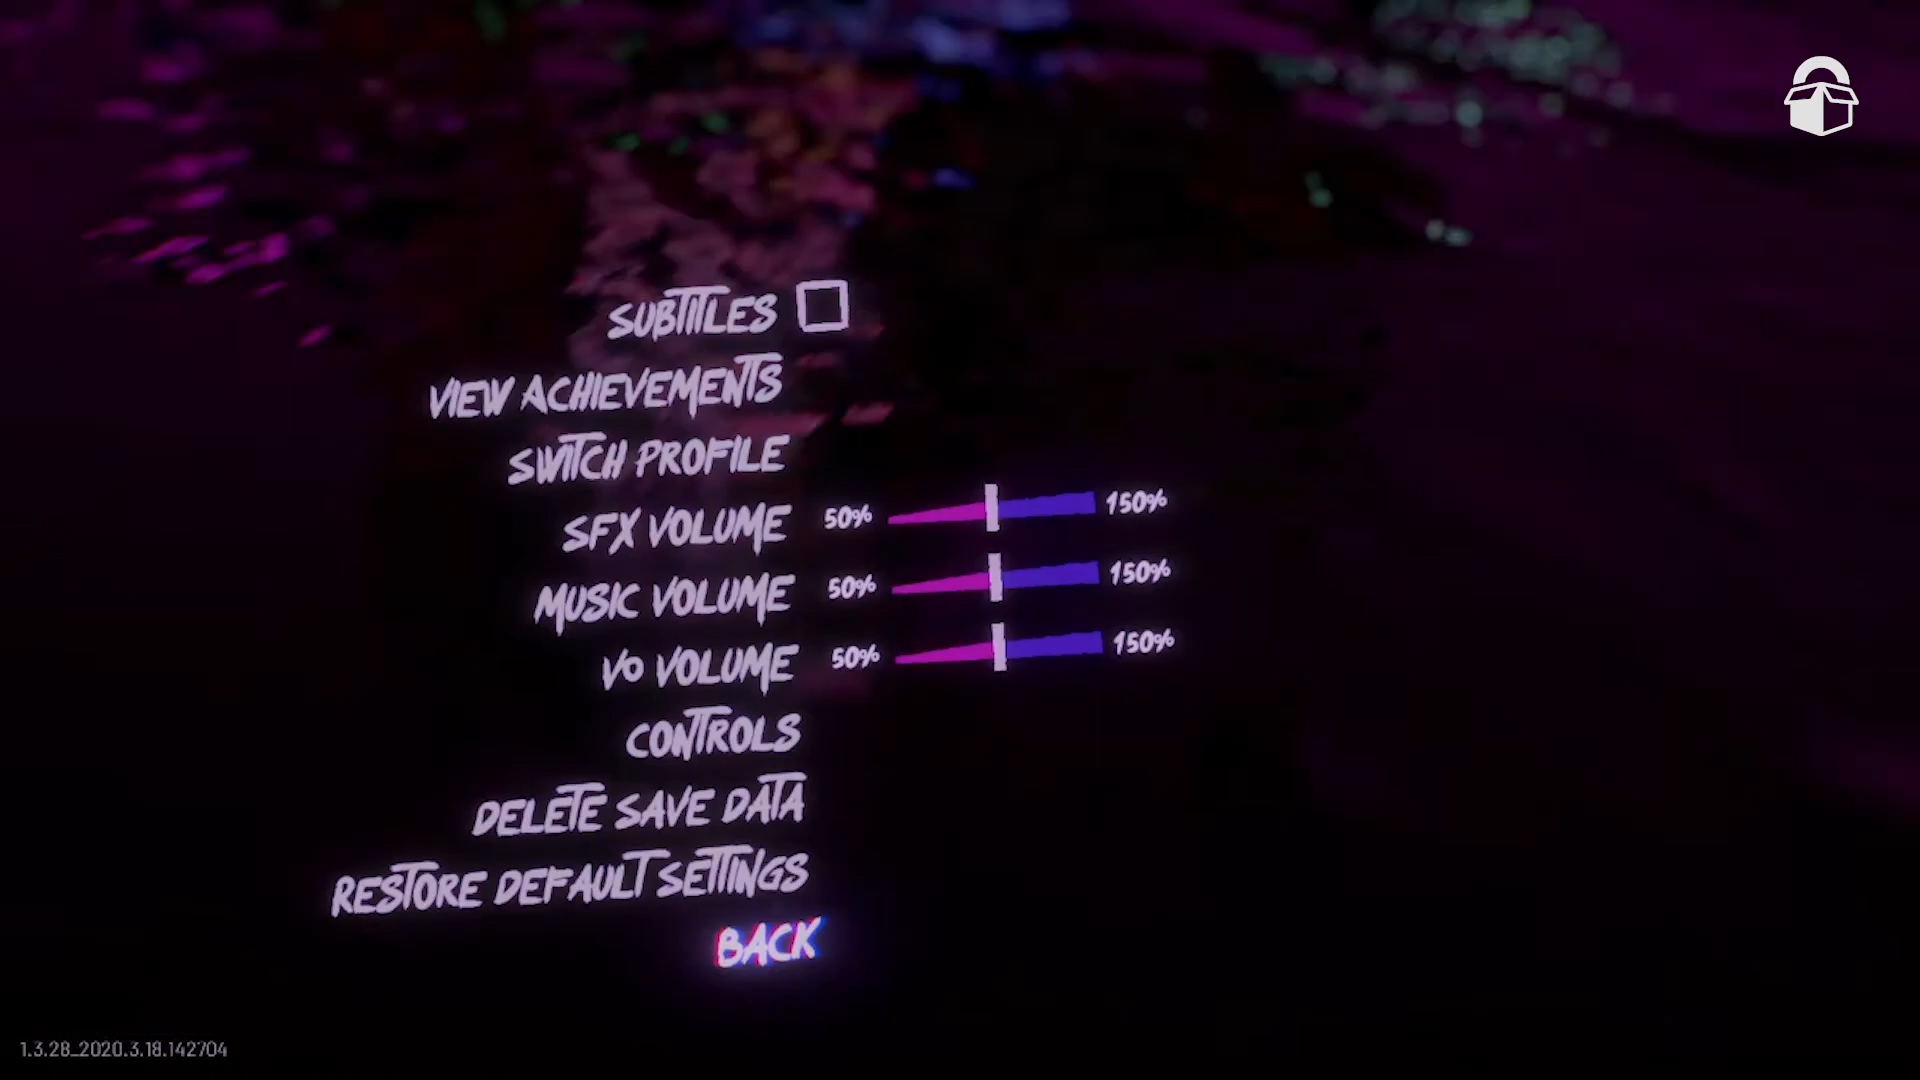 SUBTITLES
VIEW ACHIEVEMENTS
SWITCH PROFILE
SFX VOLUME 50% 150%
MUSIC VOLUME 50% 150%
VO VOLUME 50% 150%
CONTROLS
DELETE SAVE DATA
RESTORE DEFAULT SETTINGS
BACK
1.3.28_2020.3.18.142704